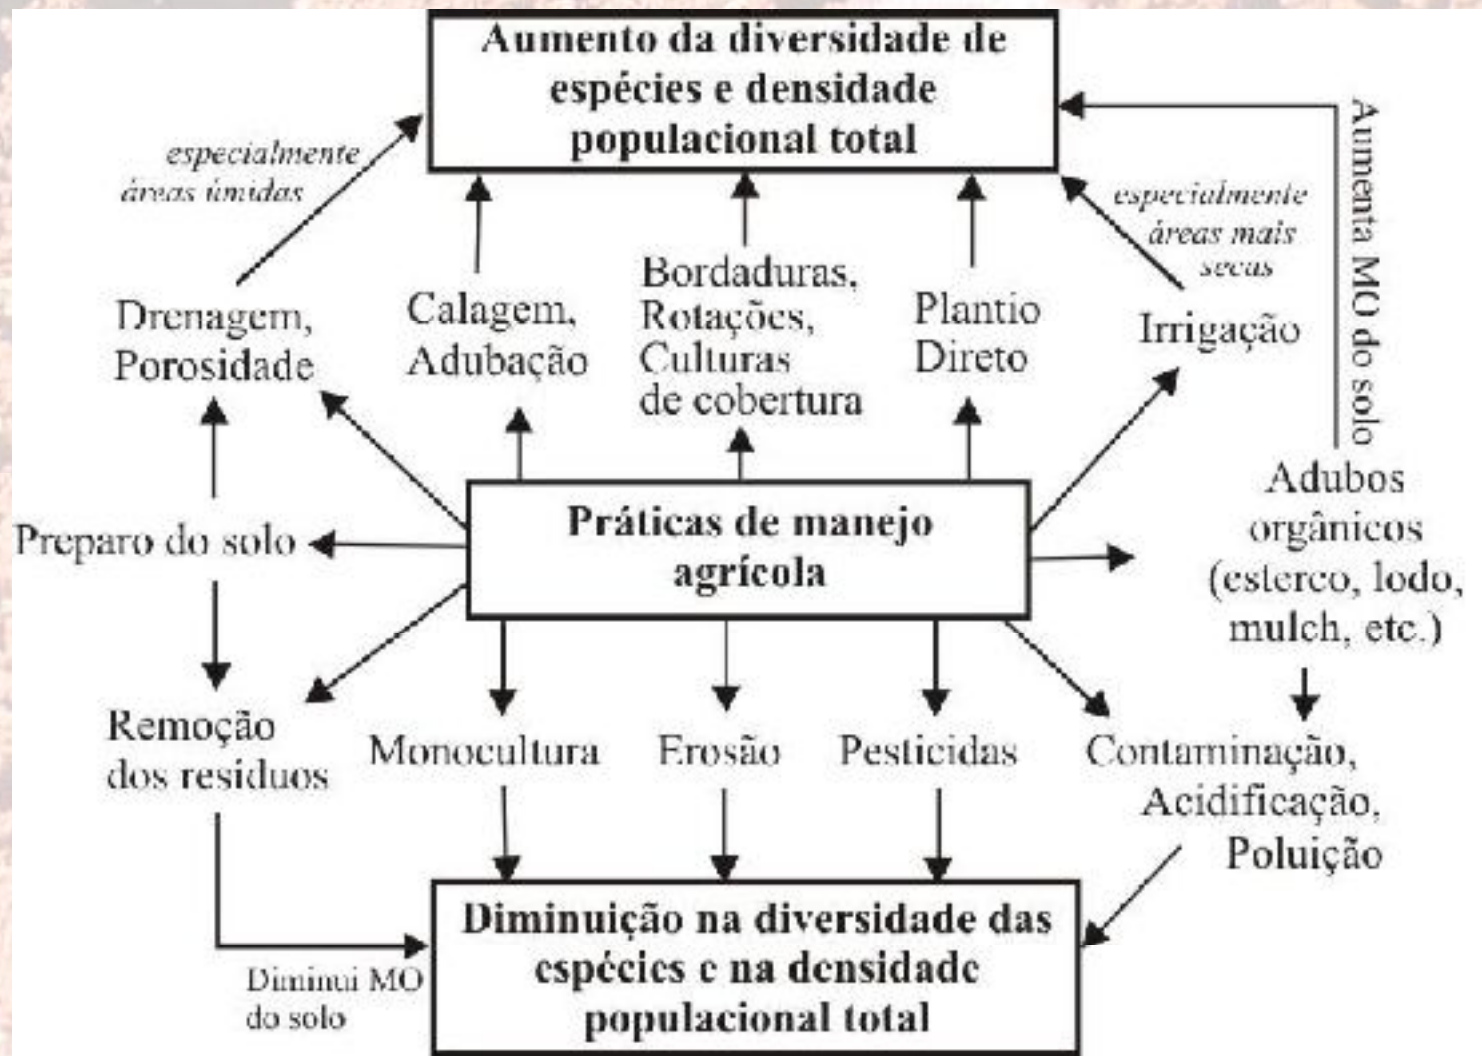 Aumento da diversidade de
espécies e densidade
populacional total
especialmente
áreas úmidas
especialmente
áreas mais
secas
Aumenta MO do solo
Drenagem,
Porosidade
Calagem,
Adubação
Bordaduras,
Rotações,
Culturas
de cobertura
Plantio
Direto
Irrigação
Preparo do solo
Práticas de manejo
agrícola
Adubos
orgânicos
(esterco, lodo,
mulch, etc.)
Remoção
dos resíduos
Monocultura
Erosão
Pesticidas
Contaminação,
Acidificação,
Poluição
Diminui MO
do solo
Diminuição na diversidade das
espécies e na densidade
populacional total